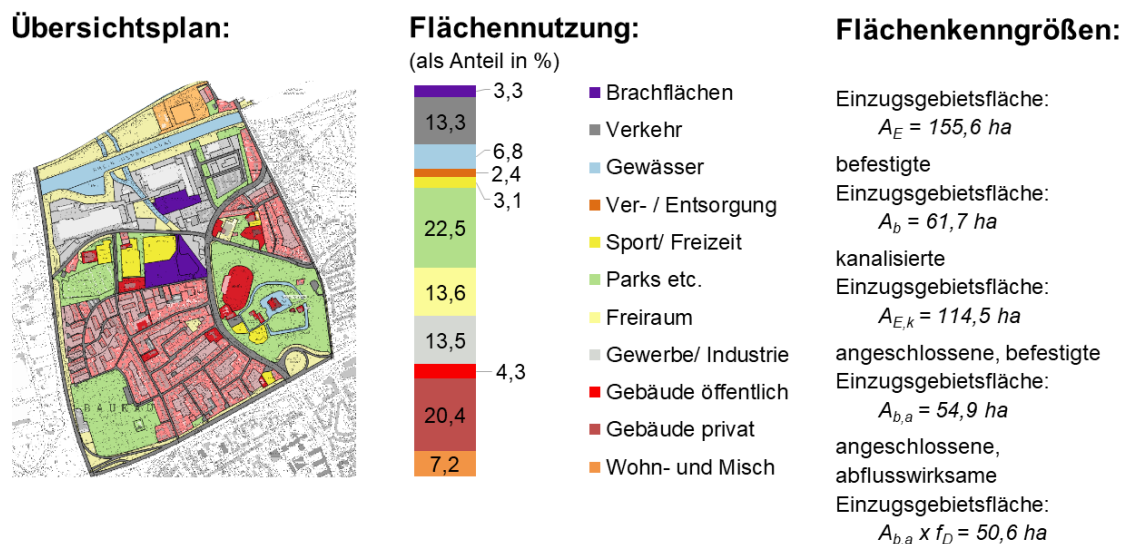 Übersichtsplan:
Flächennutzung:
(als Anteil in %)
3,3
13,3
6,8
2,4
3,1
22,5
13,6
13,5
4,3
20,4
7,2
Brachflächen
Verkehr
Gewässer
Ver- / Entsorgung
Sport/ Freizeit
Parks etc.
Freiraum
Gewerbe/ Industrie
Gebäude öffentlich
Gebäude privat
Wohn- und Misch
Flächenkenngrößen:
Einzugsgebietsfläche:
A_E = 155,6 ha
befestigte
Einzugsgebietsfläche:
A_b = 61,7 ha
kanalisierte
Einzugsgebietsfläche:
A_E,k = 114,5 ha
angeschlossene, befestigte
Einzugsgebietsfläche:
A_b,a = 54,9 ha
angeschlossene,
abflusswirksame
Einzugsgebietsfläche:
A_b,a x f_D = 50,6 ha